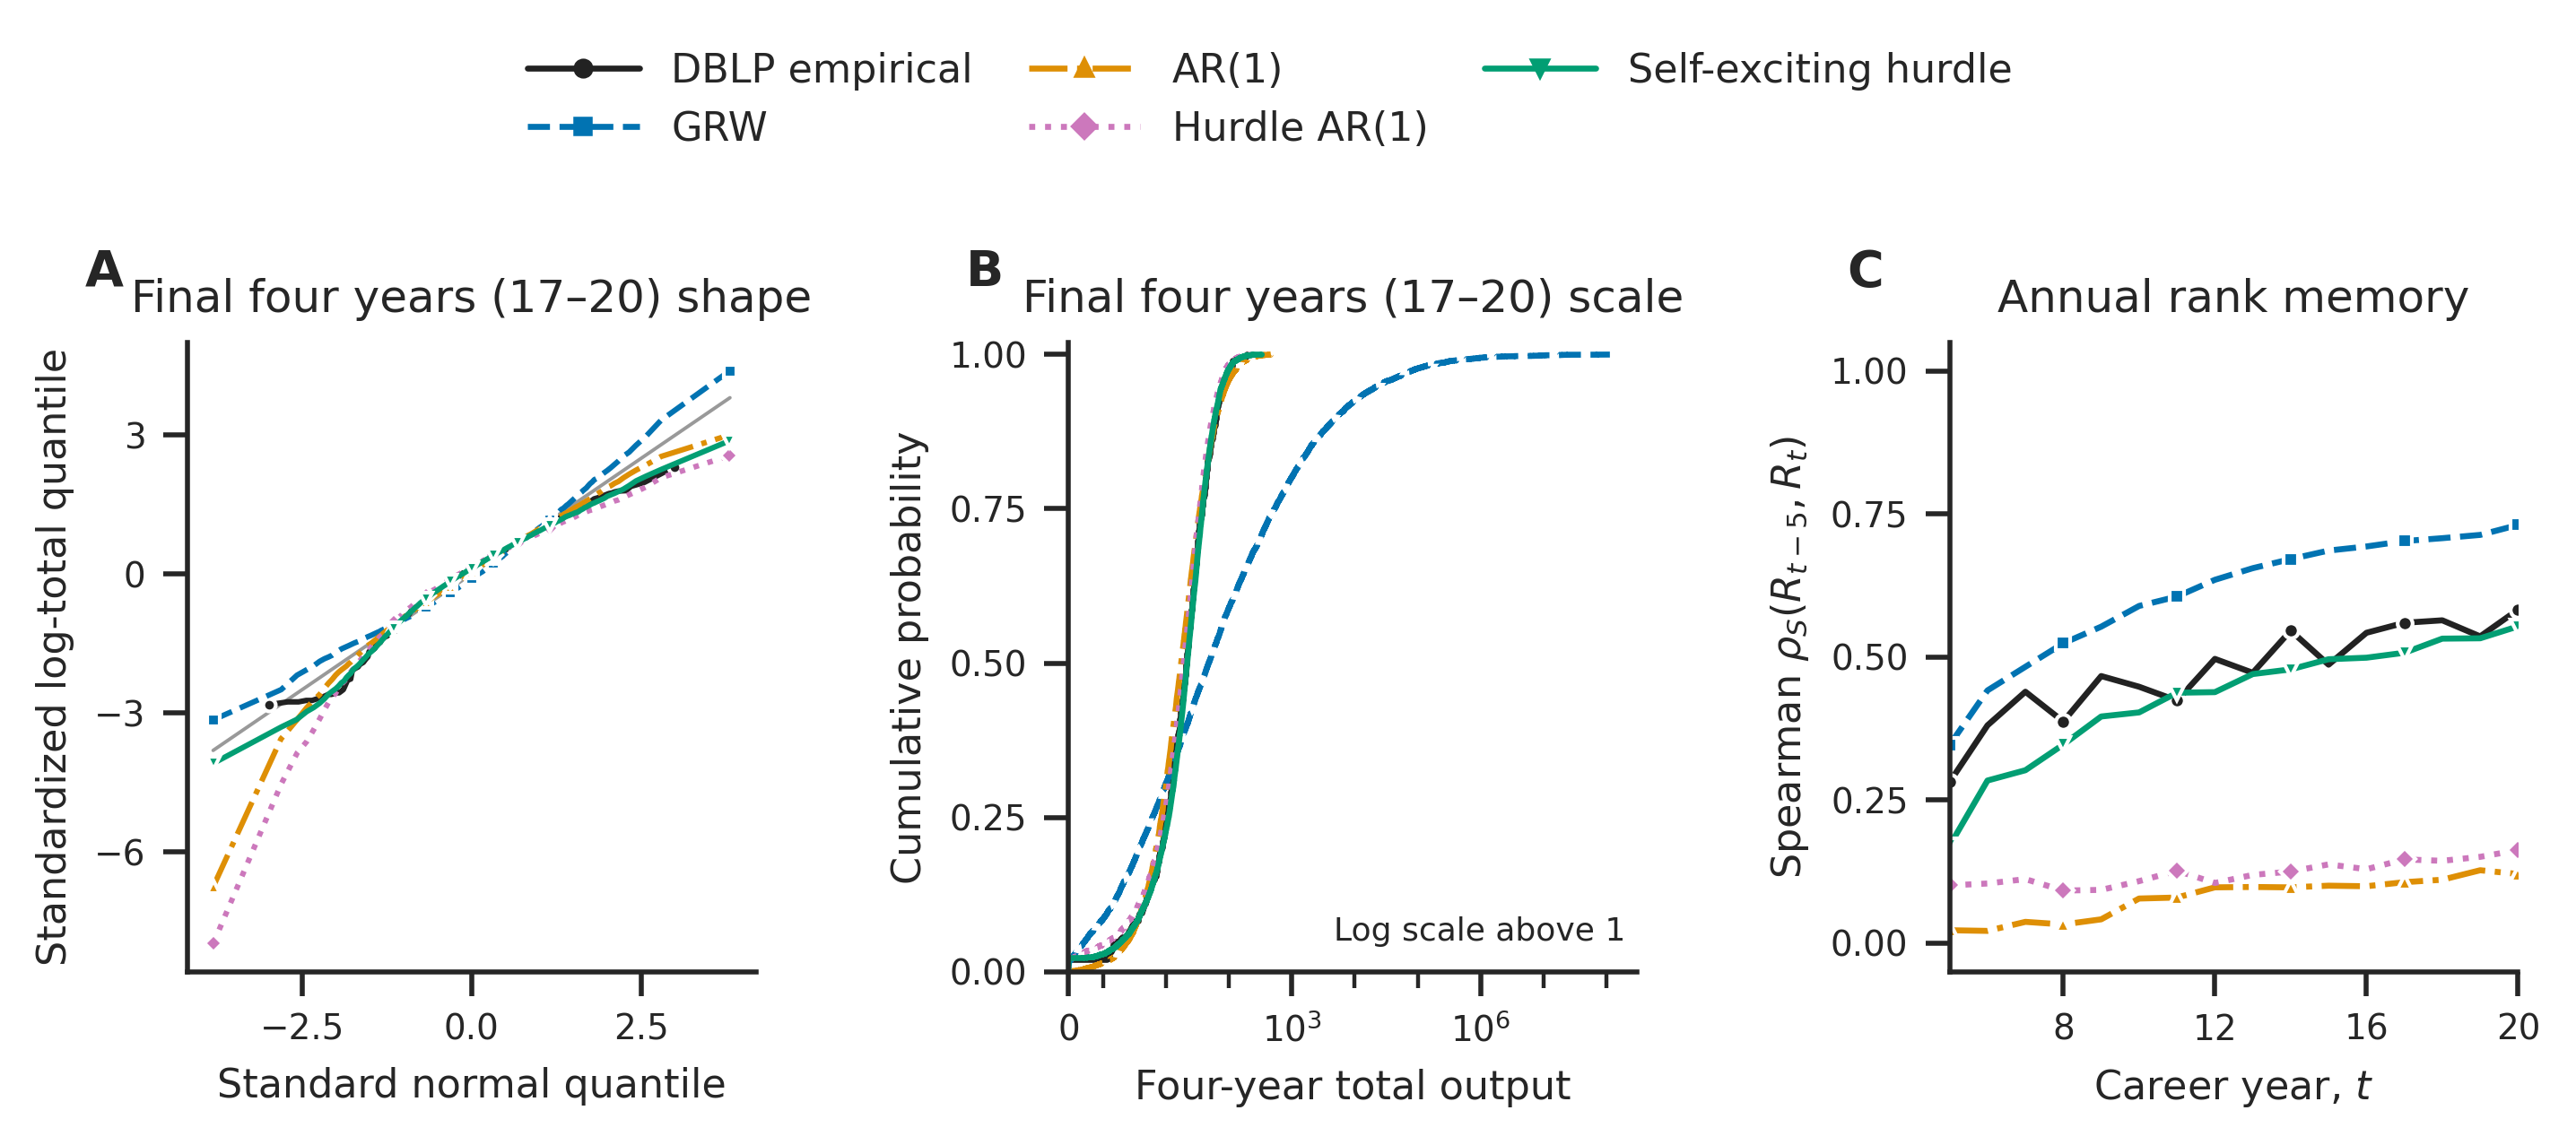 DBLP empirical
GRW
AR(1)
Hurdle AR(1)
Self-exciting hurdle
A
Final four years (17–20) shape
Standardized log-total quantile
3
0
−3
−6
−2.5
0.0
2.5
Standard normal quantile
B
Final four years (17–20) scale
Cumulative probability
1.00
0.75
0.50
0.25
0.00
Log scale above 1
0
10³
10⁶
Four-year total output
C
Annual rank memory
Spearman ρ_S(R_{t−5}, R_t)
1.00
0.75
0.50
0.25
0.00
8
12
16
20
Career year, t